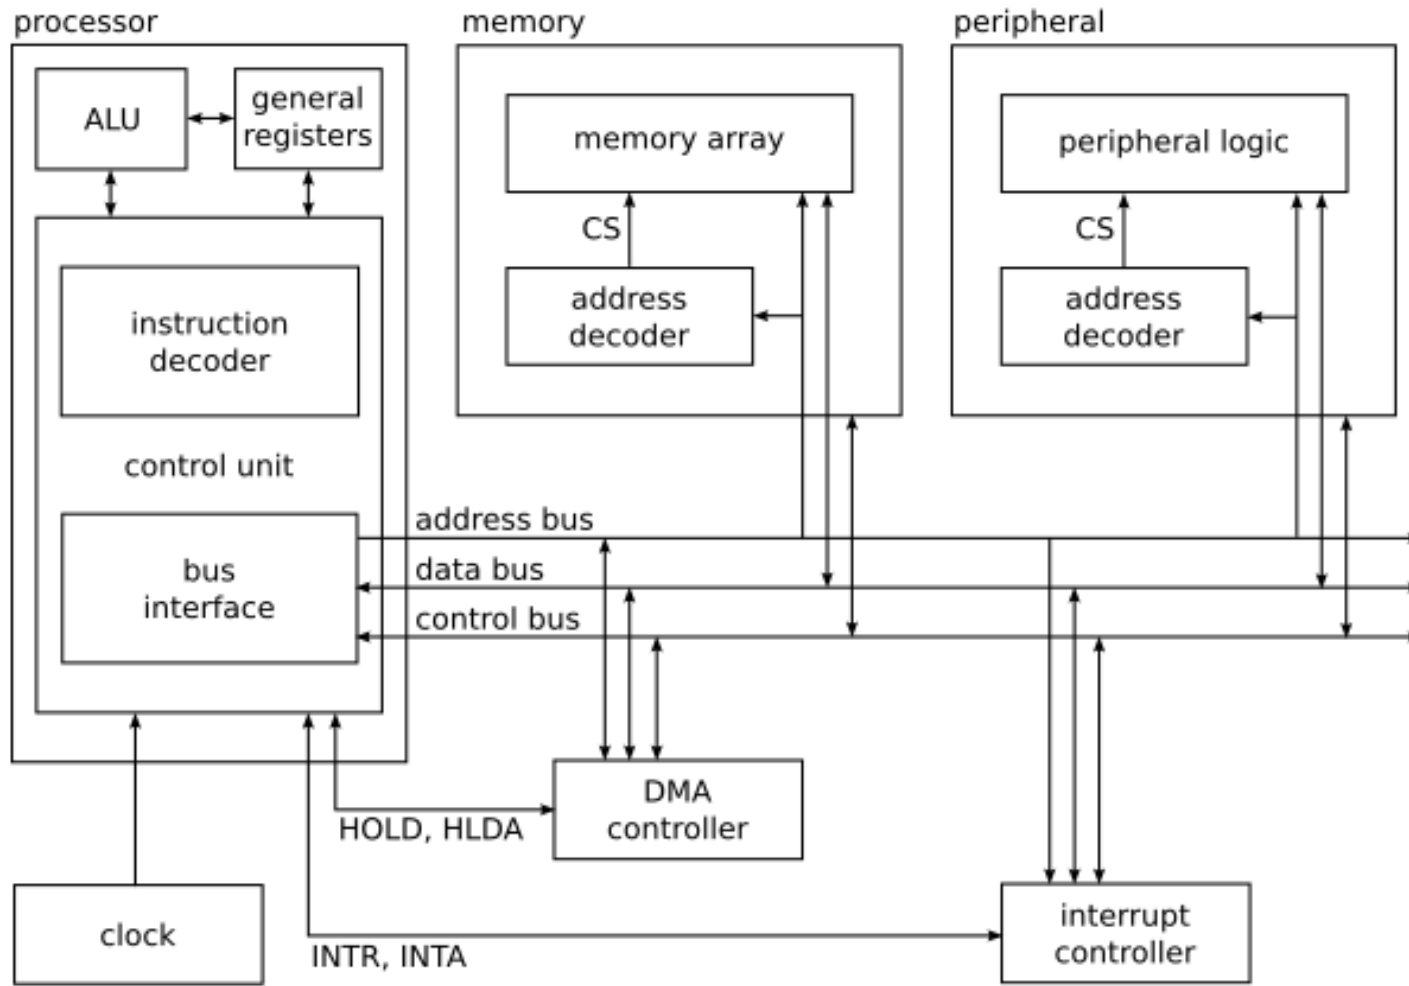 processor
memory
peripheral
ALU
general
registers
memory array
peripheral logic
CS
CS
address
decoder
address
decoder
instruction
decoder
control unit
address bus
data bus
control bus
bus
interface
DMA
controller
HOLD, HLDA
clock
INTR, INTA
interrupt
controller